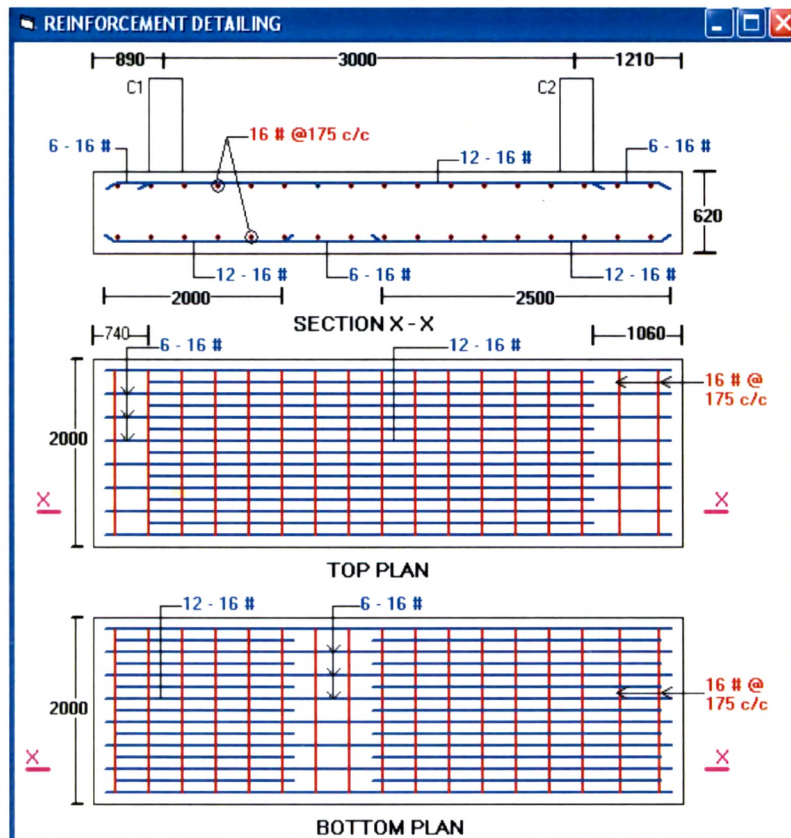 REINFORCEMENT DETAILING
890 3000 1210
C1 C2
6 - 16 # 16 # @175 c/c 12 - 16 # 6 - 16 #
620
12 - 16 # 6 - 16 # 12 - 16 #
2000 2500
SECTION X - X
740 1060
6 - 16 # 12 - 16 #
16 # @
175 c/c
2000
X X
TOP PLAN
12 - 16 # 6 - 16 #
16 # @
175 c/c
2000
X X
BOTTOM PLAN